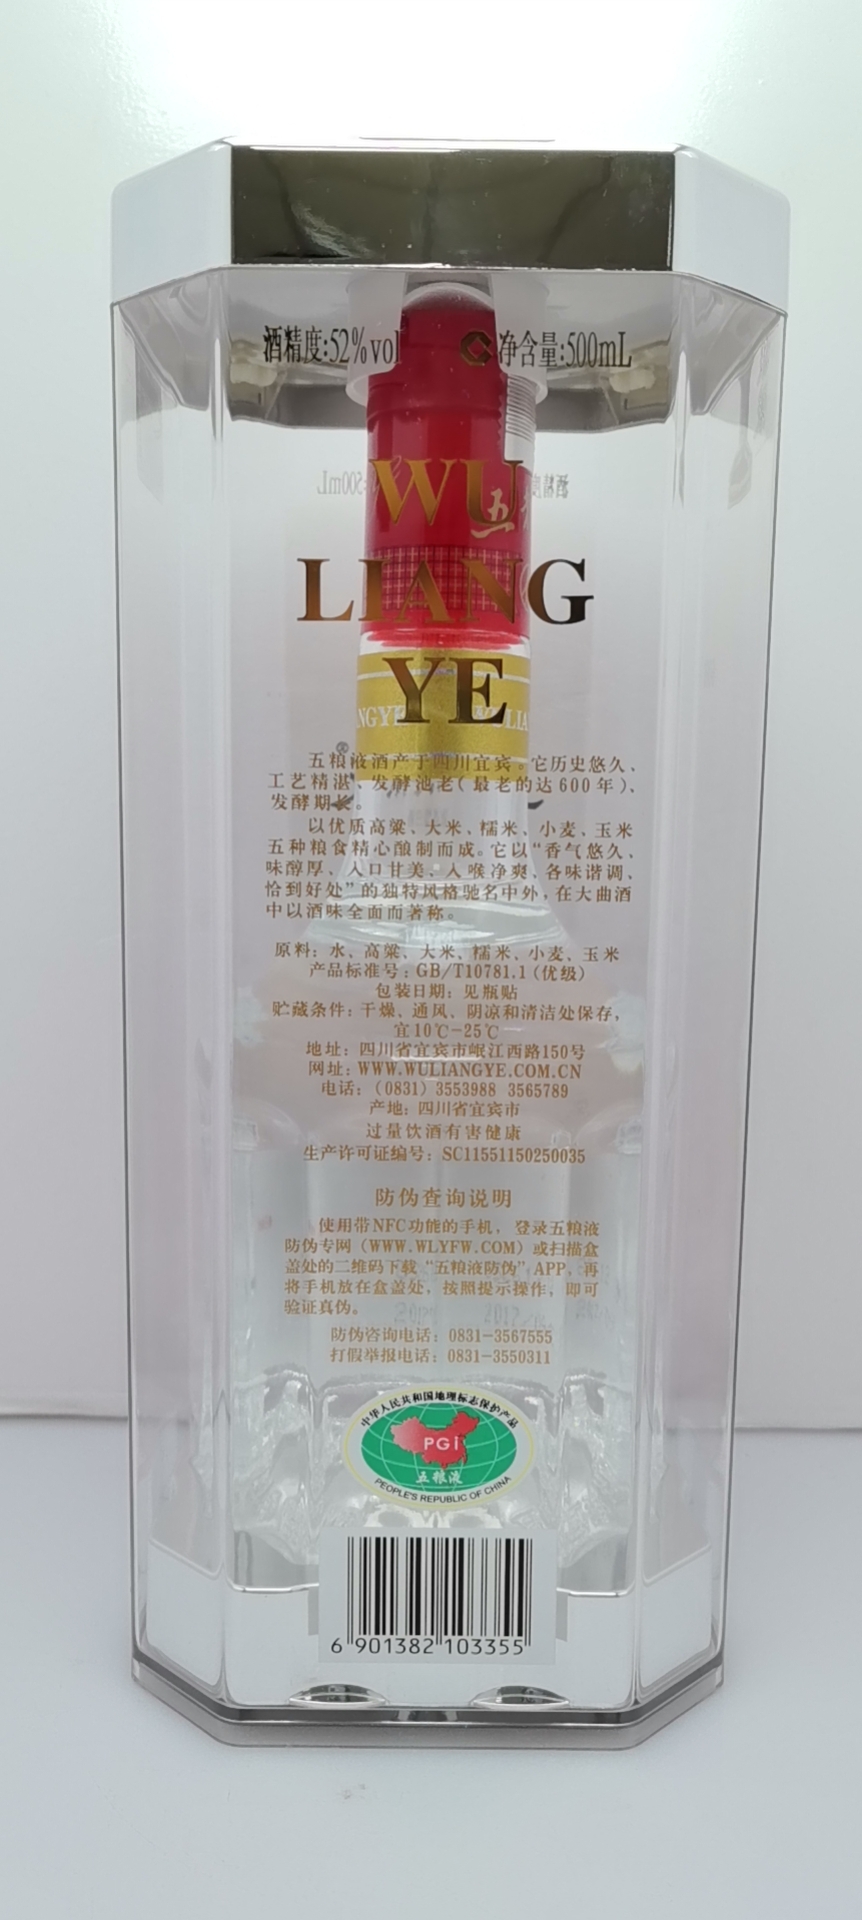 酒精度:52%vol
净含量:500mL
WU
LIANG
YE
五粮液酒产于四川宜宾。它历史悠久、
工艺精湛、发酵池老(最老的达600年)、
发酵期长。
以优质高粱、大米、糯米、小麦、玉米
五种粮食精心酿制而成。它以“香气悠久、
味醇厚、入口甘美、入喉净爽、各味谐调、
恰到好处”的独特风格驰名中外,在大曲酒
中以酒味全面而著称。
原料:水、高粱、大米、糯米、小麦、玉米
产品标准号:GB/T10781.1(优级)
包装日期:见瓶贴
贮藏条件:干燥、通风、阴凉和清洁处保存,
宜10℃-25℃
地址:四川省宜宾市岷江西路150号
网址:WWW.WULIANGYE.COM.CN
电话:(0831)3553988 3565789
产地:四川省宜宾市
过量饮酒有害健康
生产许可证编号:SC11551150250035
防伪查询说明
使用带NFC功能的手机,登录五粮液
防伪专网(WWW.WLYFW.COM)或扫描盒
盖处的二维码下载“五粮液防伪”APP,再
将手机放在盒盖处,按照提示操作,即可
验证真伪。
防伪咨询电话:0831-3567555
打假举报电话:0831-3550311
中华人民共和国地理标志保护产品
PGI
五粮液
PEOPLE'S REPUBLIC OF CHINA
6 901382 103355